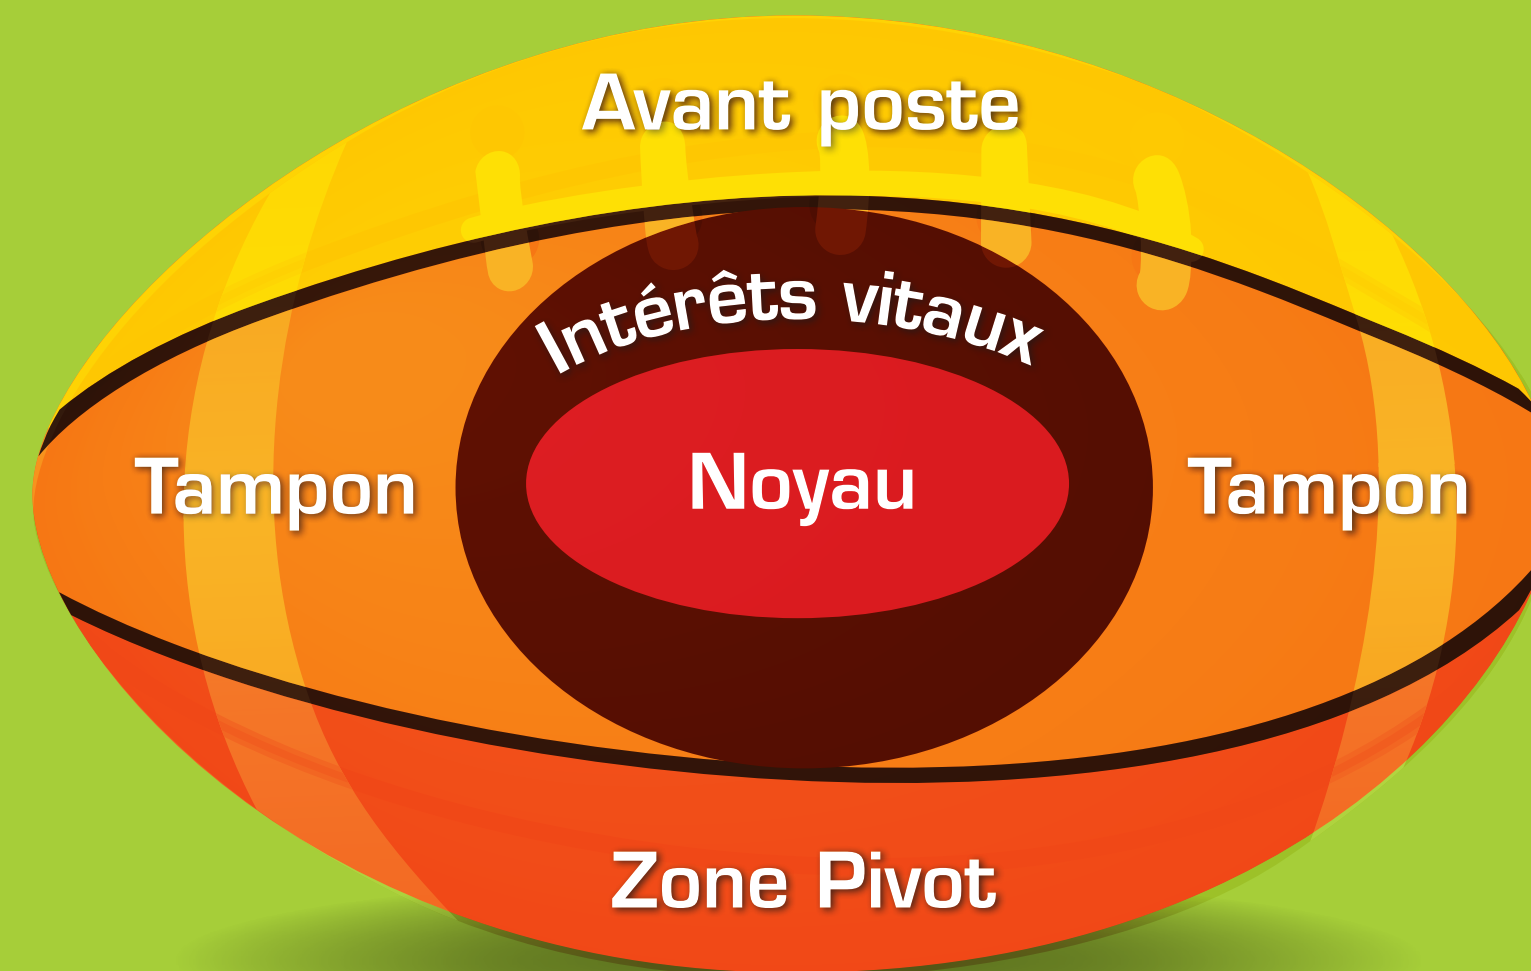 Avant poste
Intérêts vitaux
Tampon
Noyau
Tampon
Zone Pivot